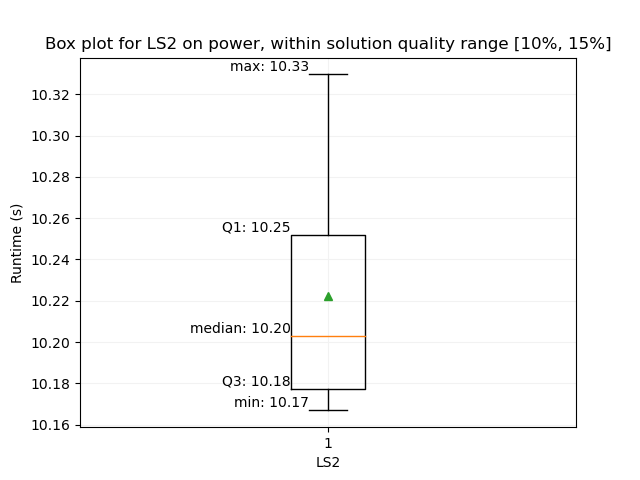 Box plot for LS2 on power, within solution quality range [10%, 15%]
max: 10.33
10.32
10.30
10.28
10.26
Q1: 10.25
10.24
Runtime (s)
10.22
median: 10.20
10.20
Q3: 10.18
10.18
min: 10.17
10.16
1
LS2